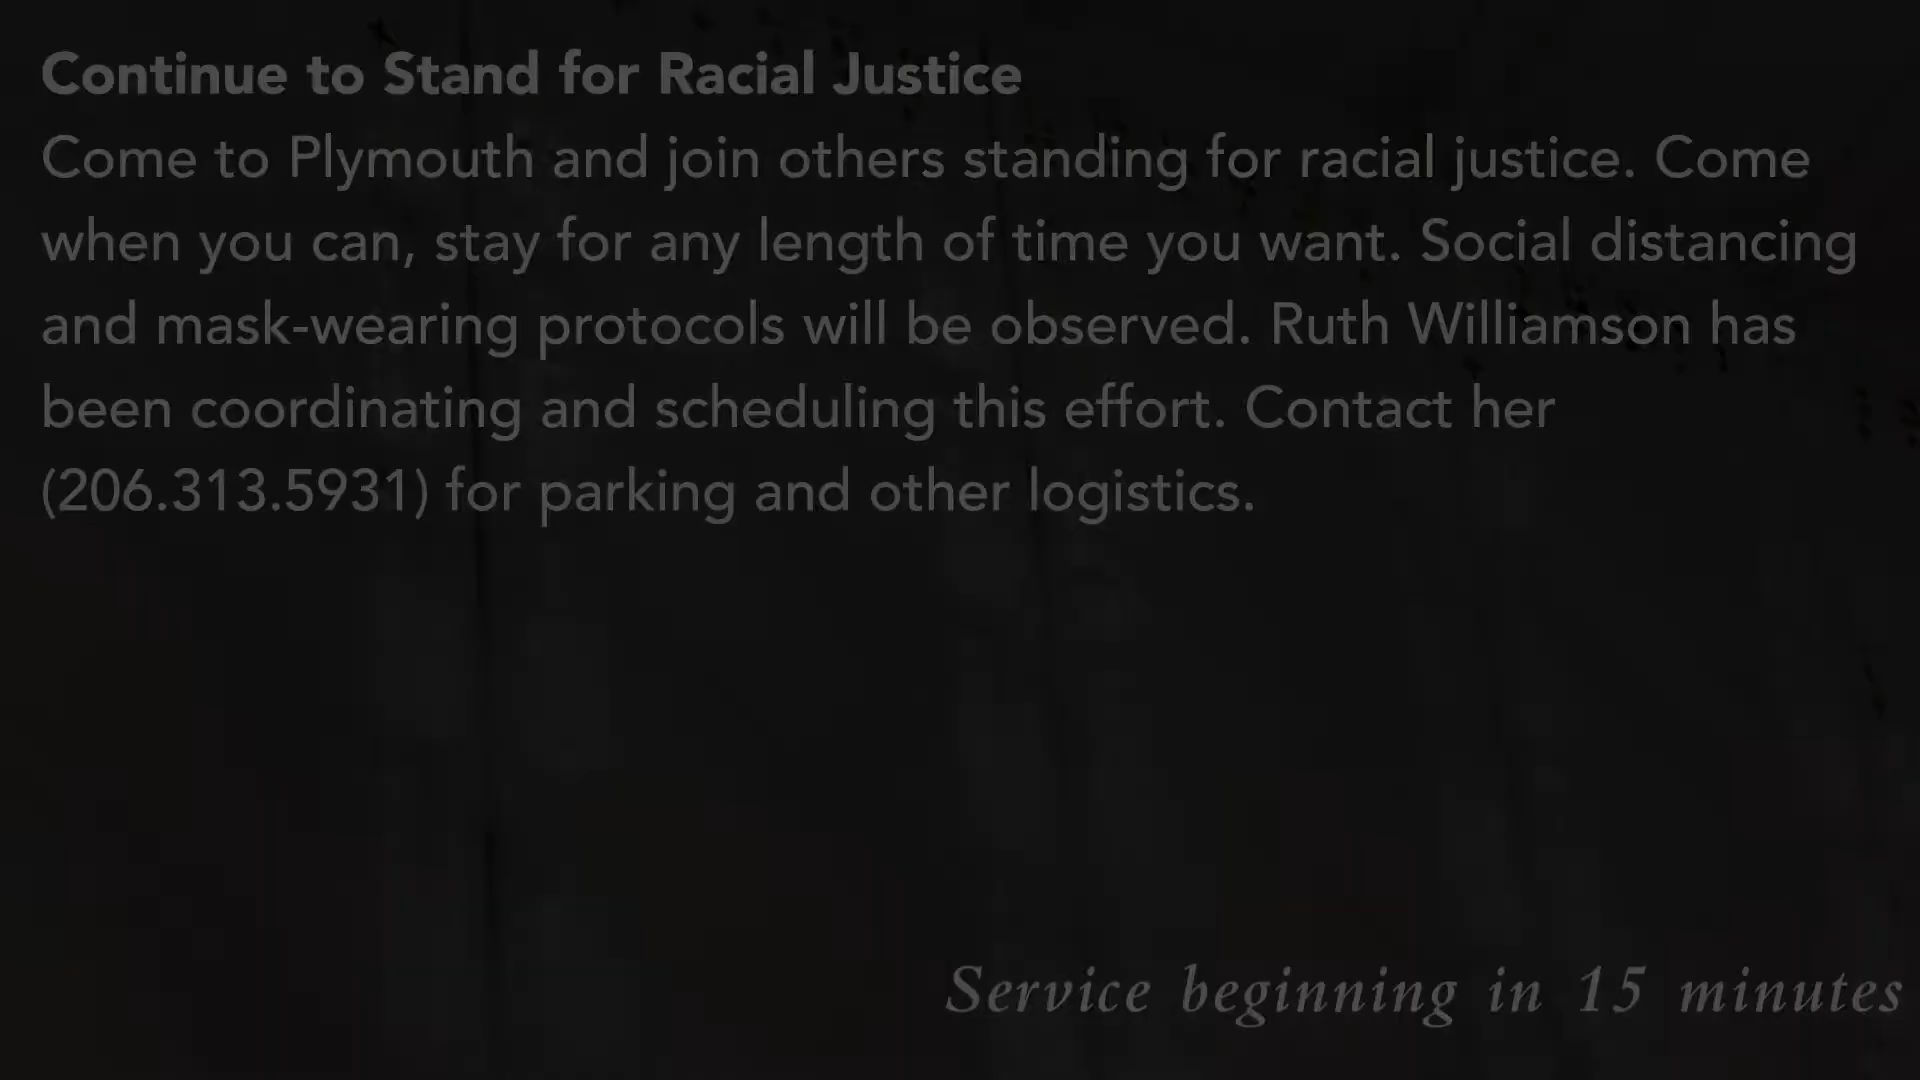 Continue to Stand for Racial Justice
Come to Plymouth and join others standing for racial justice. Come
when you can, stay for any length of time you want. Social distancing
and mask-wearing protocols will be observed. Ruth Williamson has
been coordinating and scheduling this effort. Contact her
(206.313.5931) for parking and other logistics.
Service beginning in 15 minutes